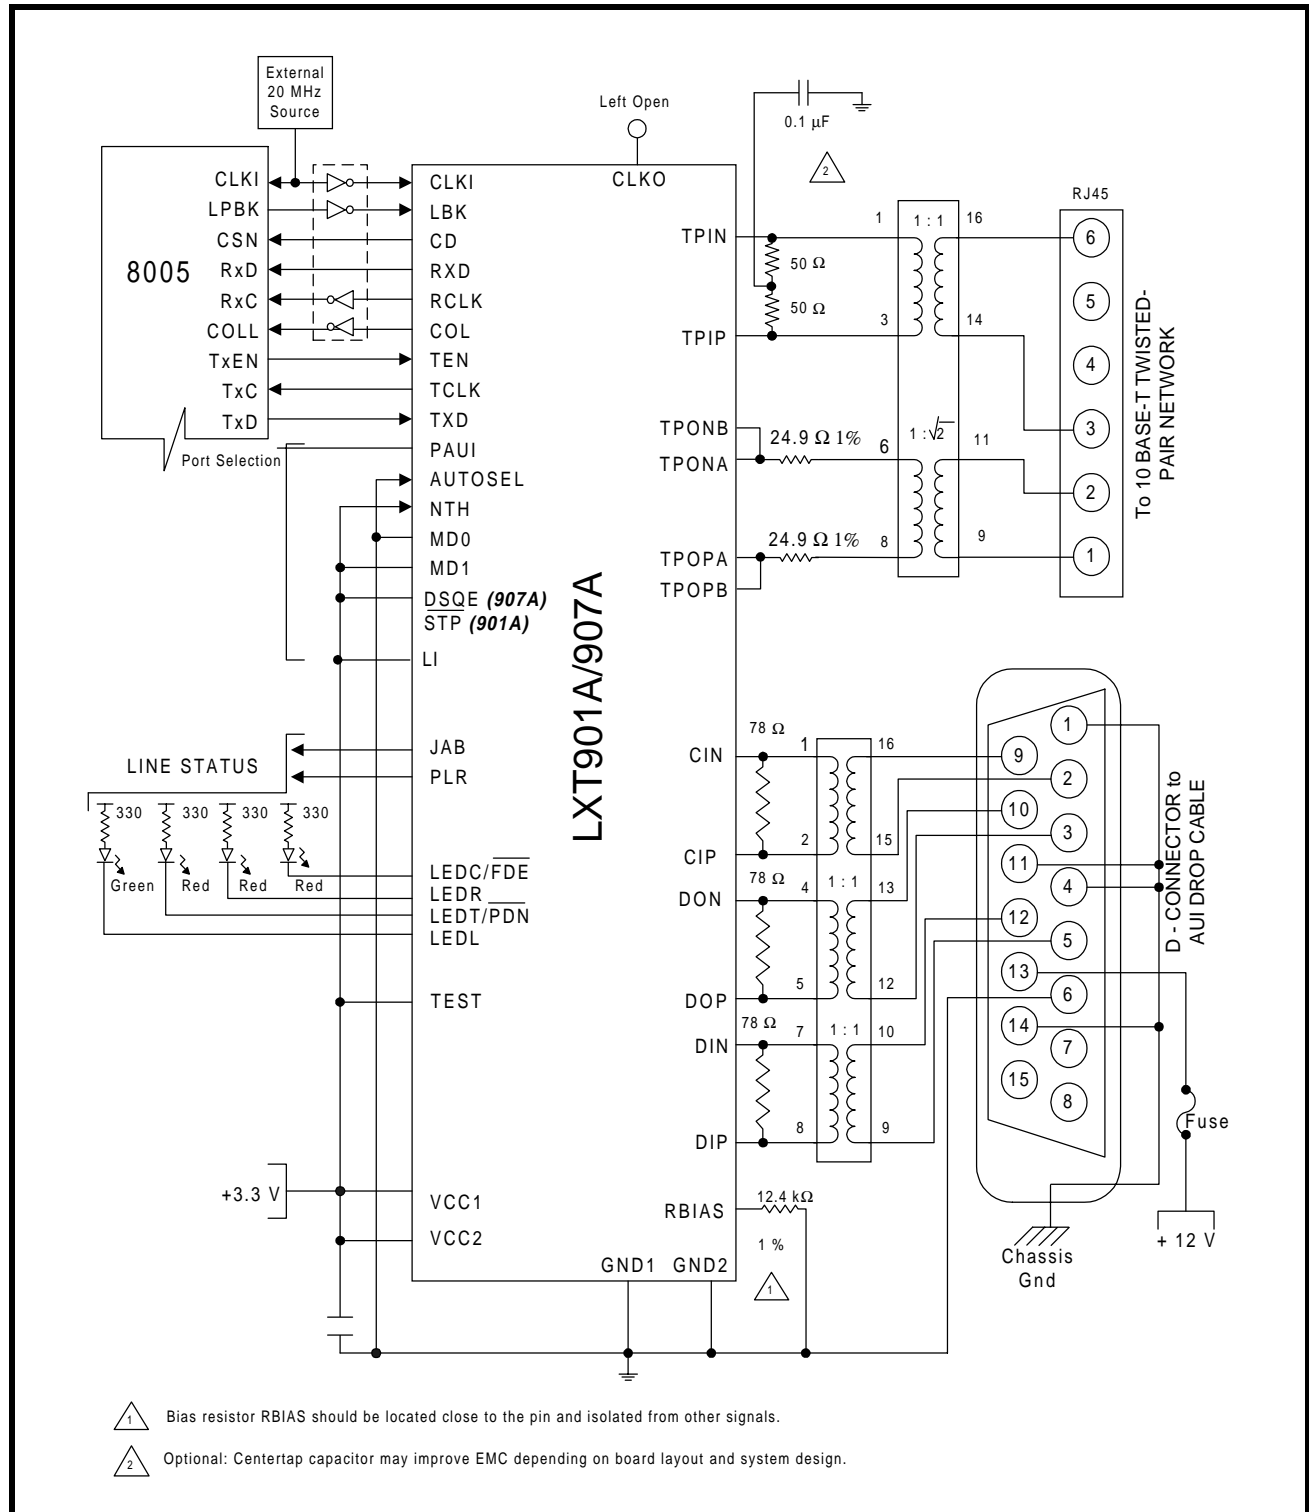 External
20 MHz
Source
Left Open
0.1 µF
2
8005
CLKI
LPBK
CSN
RxD
RxC
COLL
TxEN
TxC
TxD
Port Selection
CLKI
LBK
CD
RXD
RCLK
COL
TEN
TCLK
TXD
PAUI
AUTOSEL
NTH
MD0
MD1
DSQE (907A)
STP (901A)
LI
JAB
PLR
LEDC/FDE
LEDR
LEDT/PDN
LEDL
TEST
VCC1
VCC2
LINE STATUS
330
330
330
330
Green
Red
Red
Red
+3.3 V
CLKO
LXT901A/907A
TPIN
TPIP
TPONB
TPONA
TPOPA
TPOPB
CIN
CIP
DON
DOP
DIN
DIP
RBIAS
GND1
GND2
50 Ω
50 Ω
24.9 Ω 1%
24.9 Ω 1%
1
1 : 1
16
3
14
6
1 : √2
11
8
9
RJ45
6
5
4
3
2
1
To 10 BASE-T TWISTED-
PAIR NETWORK
78 Ω
1
16
2
15
78 Ω
4
1 : 1
13
5
12
78 Ω
7
1 : 1
10
8
9
12.4 kΩ
1 %
1
1
9
2
10
3
11
4
12
5
13
6
14
7
15
8
D - CONNECTOR to
AUI DROP CABLE
Fuse
+ 12 V
Chassis
Gnd
1 Bias resistor RBIAS should be located close to the pin and isolated from other signals.
2 Optional: Centertap capacitor may improve EMC depending on board layout and system design.